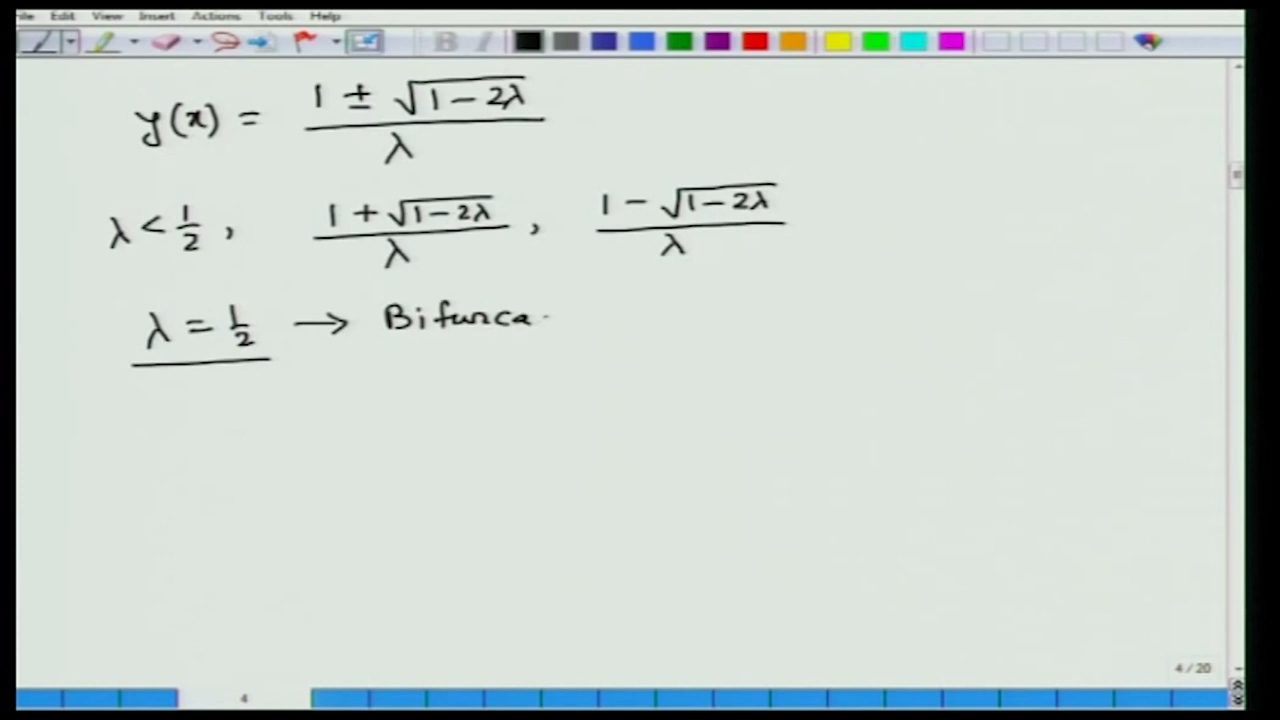 File Edit View Insert Actions Tools Help
y(x) = (1 ± √(1 - 2λ)) / λ
λ < 1/2, (1 + √(1 - 2λ)) / λ, (1 - √(1 - 2λ)) / λ
λ = 1/2 → Bifurca
4 / 20
4